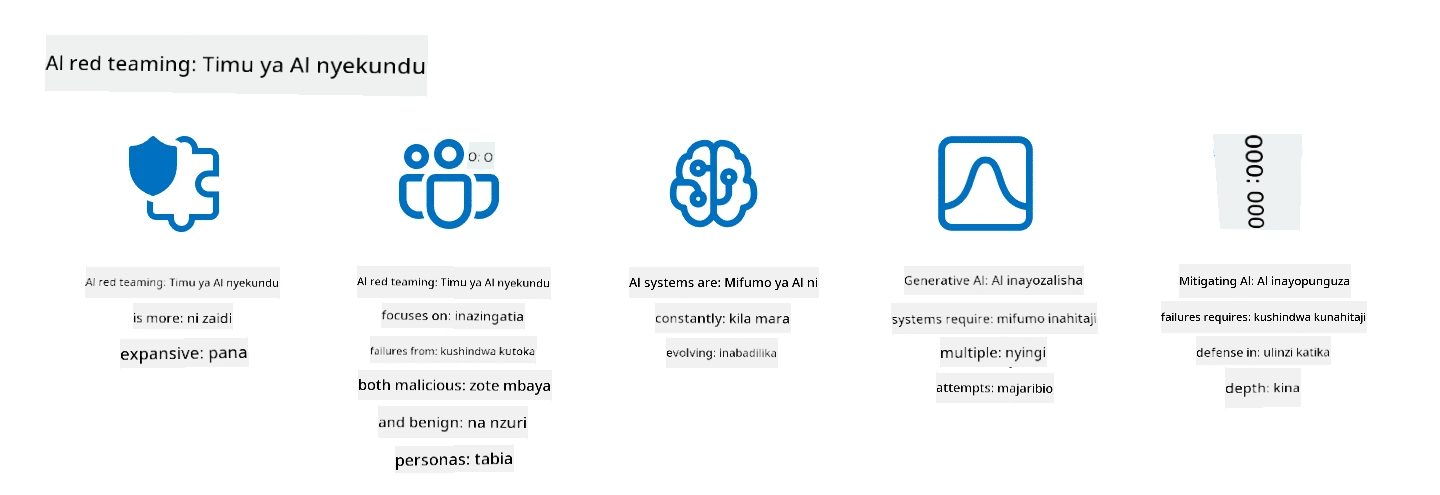 AI red teaming: Timu ya AI nyekundu
O: O
000 :000
AI red teaming: Timu ya AI nyekundu
is more: ni zaidi
expansive: pana
AI red teaming: Timu ya AI nyekundu
focuses on: inazingatia
failures from: kushindwa kutoka
both malicious: zote mbaya
and benign: na nzuri
personas: tabia
AI systems are: Mifumo ya AI ni
constantly: kila mara
evolving: inabadilika
Generative AI: AI inayozalisha
systems require: mifumo inahitaji
multiple: nyingi
attempts: majaribio
Mitigating AI: AI inayopunguza
failures requires: kushindwa kunahitaji
defense in: ulinzi katika
depth: kina